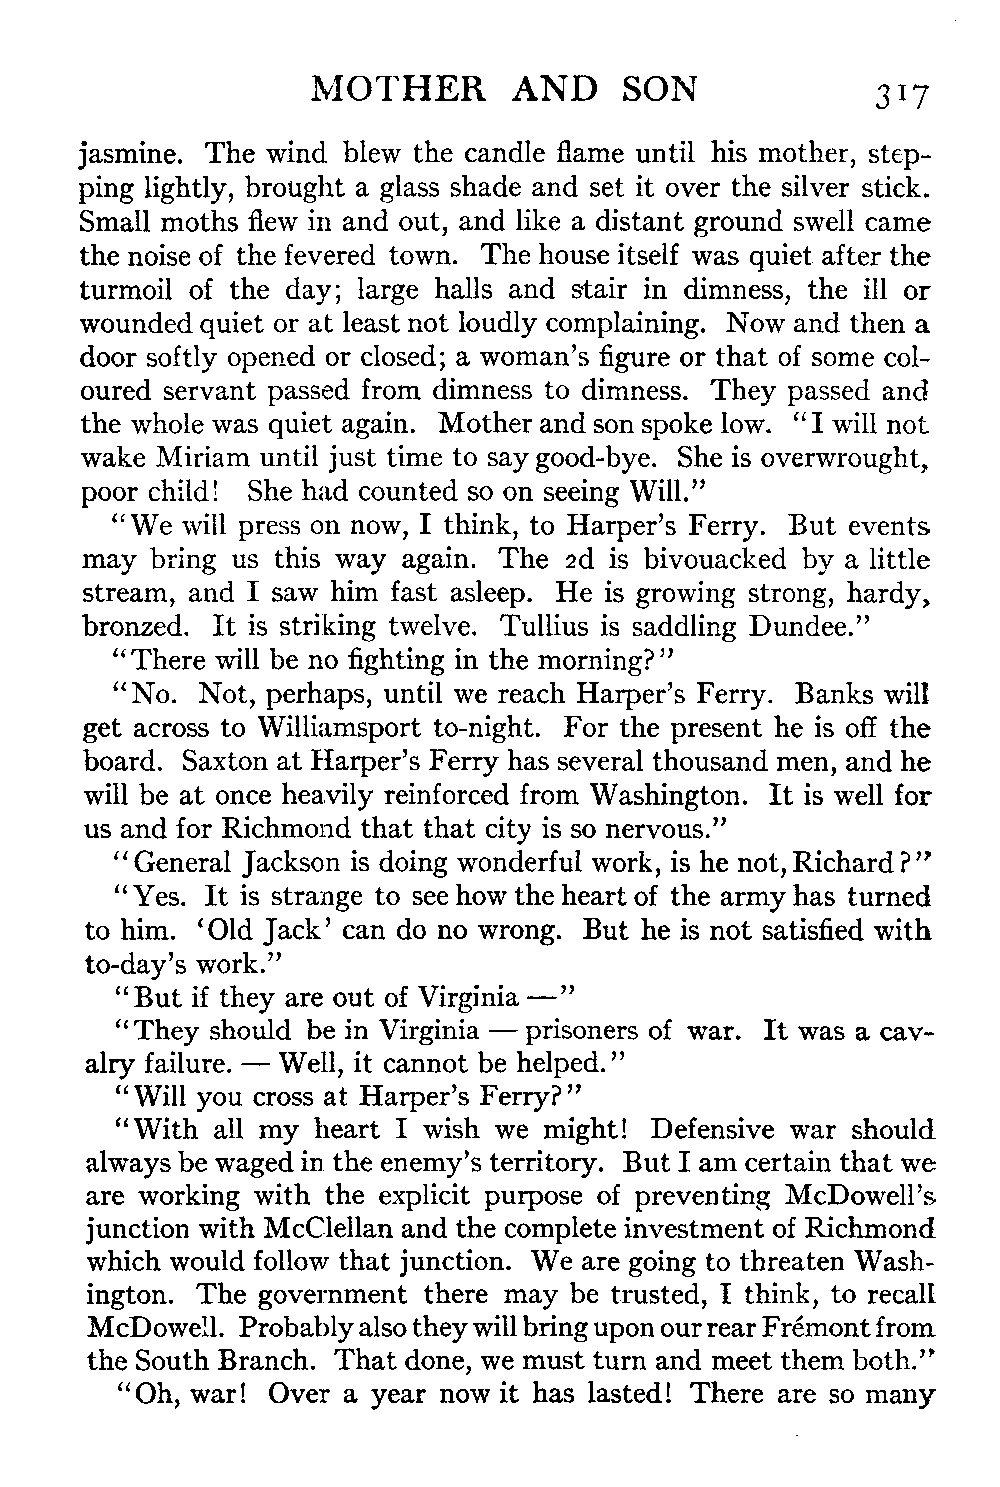 MOTHER AND SON 317
jasmine. The wind blew the candle flame until his mother, step-
ping lightly, brought a glass shade and set it over the silver stick.
Small moths flew in and out, and like a distant ground swell came
the noise of the fevered town. The house itself was quiet after the
turmoil of the day; large halls and stair in dimness, the ill or
wounded quiet or at least not loudly complaining. Now and then a
door softly opened or closed; a woman's figure or that of some col-
oured servant passed from dimness to dimness. They passed and
the whole was quiet again. Mother and son spoke low. "I will not
wake Miriam until just time to say good-bye. She is overwrought,
poor child! She had counted so on seeing Will."
"We will press on now, I think, to Harper's Ferry. But events
may bring us this way again. The 2d is bivouacked by a little
stream, and I saw him fast asleep. He is growing strong, hardy,
bronzed. It is striking twelve. Tullius is saddling Dundee."
"There will be no fighting in the morning?"
"No. Not, perhaps, until we reach Harper's Ferry. Banks will
get across to Williamsport to-night. For the present he is off the
board. Saxton at Harper's Ferry has several thousand men, and he
will be at once heavily reinforced from Washington. It is well for
us and for Richmond that that city is so nervous."
"General Jackson is doing wonderful work, is he not, Richard?"
"Yes. It is strange to see how the heart of the army has turned
to him. 'Old Jack' can do no wrong. But he is not satisfied with
to-day's work."
"But if they are out of Virginia —"
"They should be in Virginia — prisoners of war. It was a cav-
alry failure. — Well, it cannot be helped."
"Will you cross at Harper's Ferry?"
"With all my heart I wish we might! Defensive war should
always be waged in the enemy's territory. But I am certain that we
are working with the explicit purpose of preventing McDowell's
junction with McClellan and the complete investment of Richmond
which would follow that junction. We are going to threaten Wash-
ington. The government there may be trusted, I think, to recall
McDowell. Probably also they will bring upon our rear Frémont from
the South Branch. That done, we must turn and meet them both."
"Oh, war! Over a year now it has lasted! There are so many